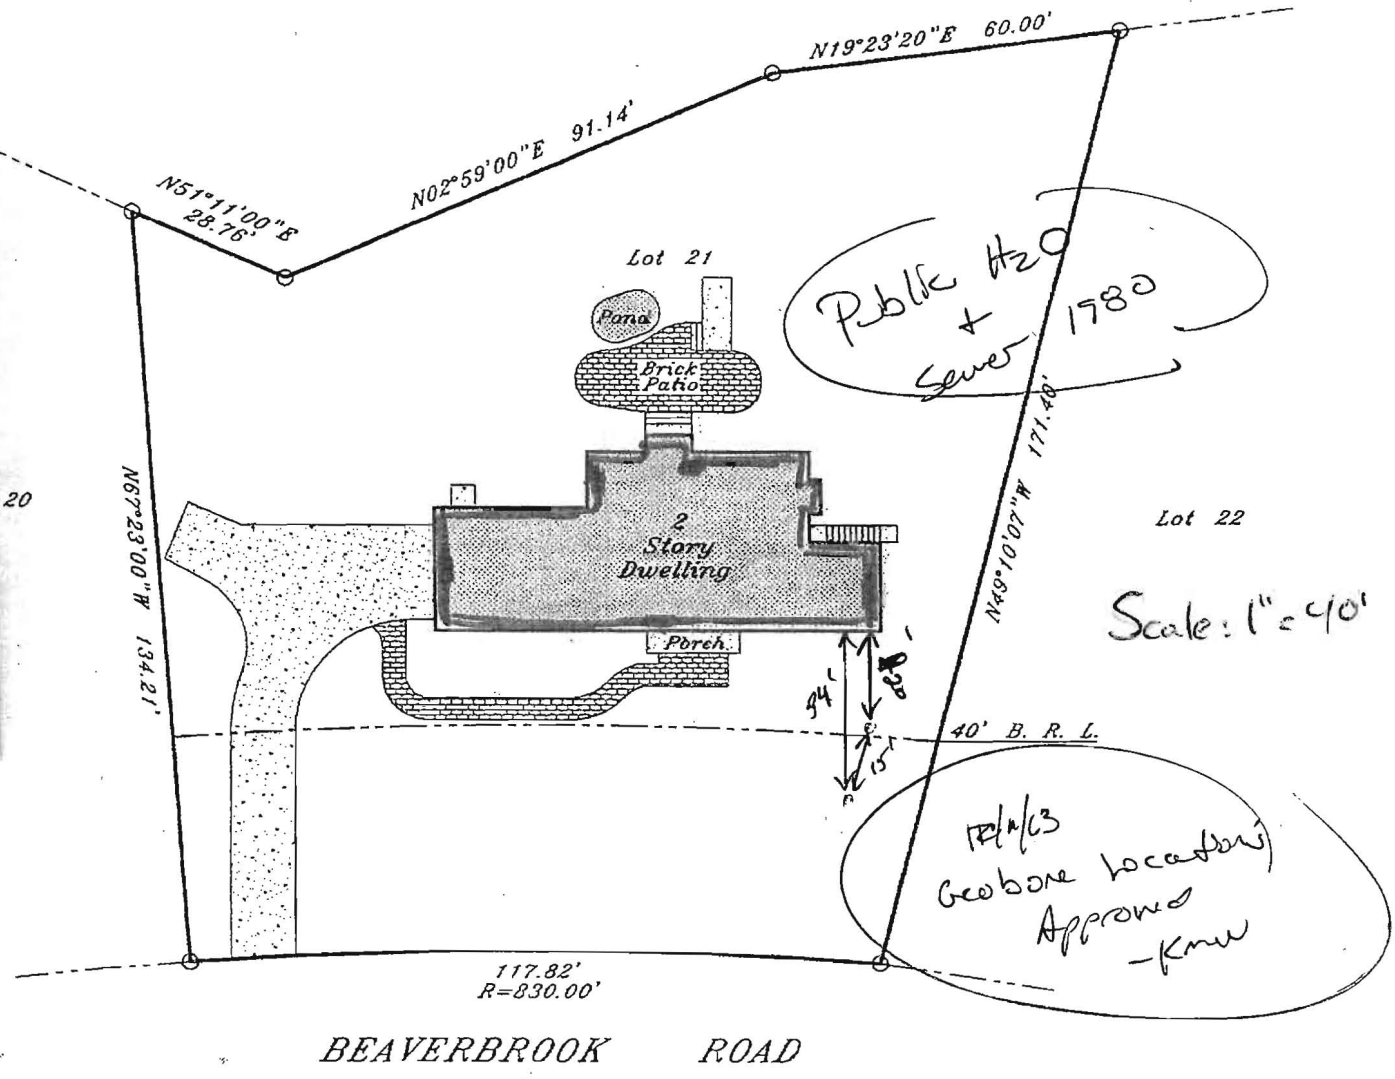 N19°23'20"E 60.00'
N02°59'00"E 91.14'
N51°11'00"E
28.76'
Lot 21
Pond
Brick
Patio
Public H2O
+
Sewer 1980
N49°10'07"W 171.40'
N67°23'00"W 134.21'
20
2
Story
Dwelling
Lot 22
Scale: 1" = 40'
Porch
34'
20'
15'
40' B. R. L.
Geobore Locations
Approved
-KMW
117.82'
R=830.00'
BEAVERBROOK ROAD